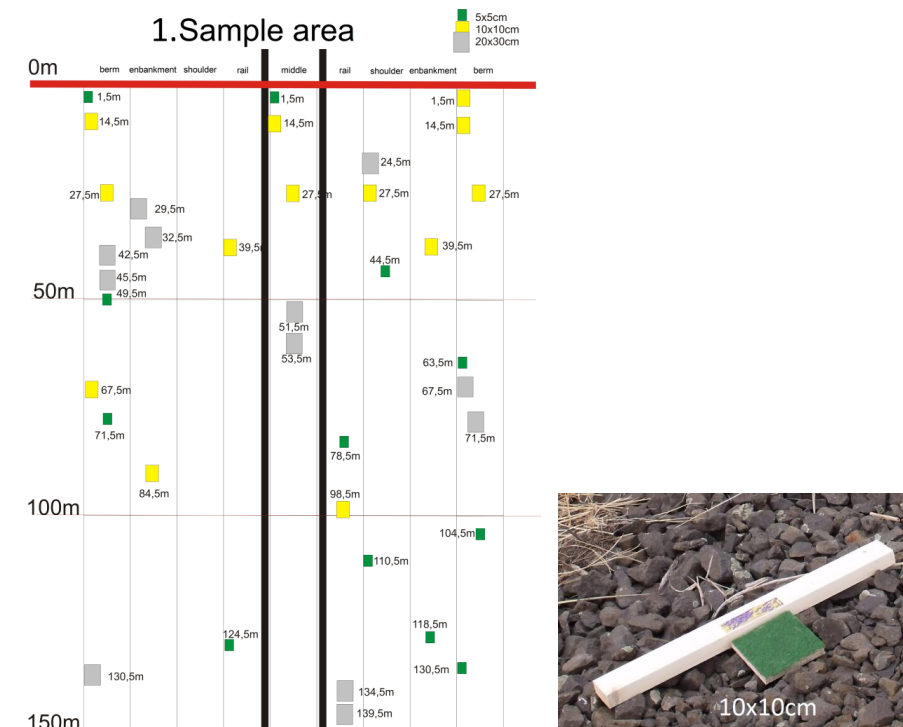 1.Sample area
5x5cm
10x10cm
20x30cm
0m
berm enbankment shoulder rail middle rail shoulder enbankment berm
1,5m 1,5m 1,5m
14,5m 14,5m 14,5m
24,5m
27,5m 27,5m 27,5m 27,5m
29,5m
32,5m
39,5m 39,5m
42,5m 44,5m
45,5m
49,5m
50m
51,5m
53,5m
63,5m
67,5m 67,5m
71,5m 71,5m
78,5m
84,5m 98,5m
100m
104,5m
110,5m
118,5m
124,5m
130,5m 130,5m
134,5m
139,5m
150m
10x10cm